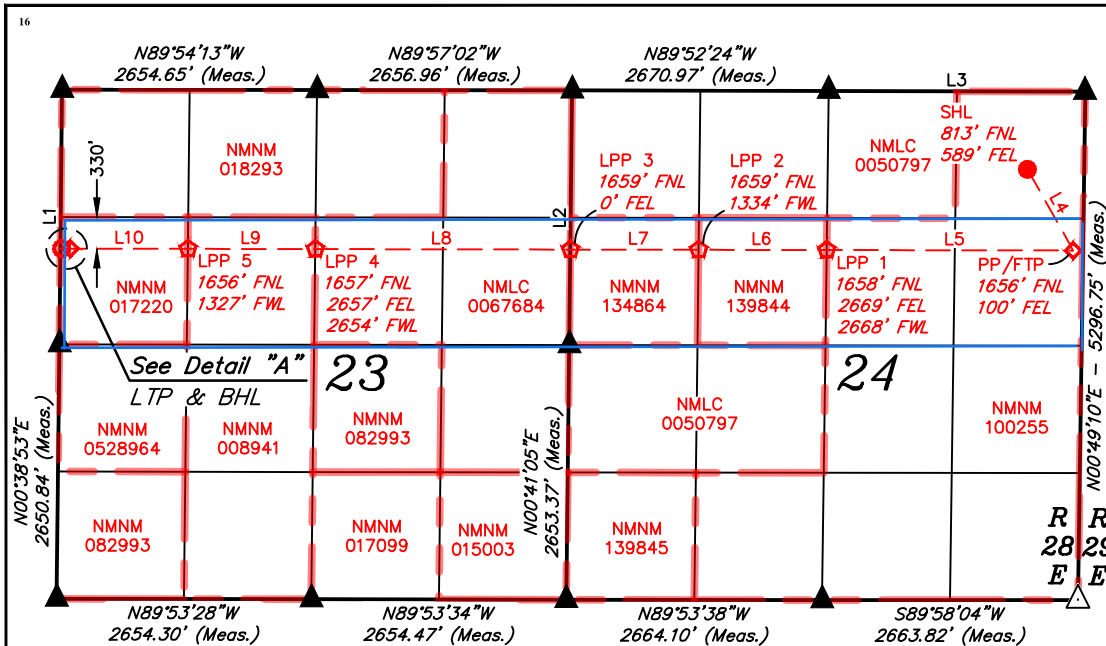 16
N89°54'13"W
2654.65' (Meas.)
N89°57'02"W
2656.96' (Meas.)
N89°52'24"W
2670.97' (Meas.)
L3
NMNM
018293
330'
L1
L2
LPP 3
1659' FNL
0' FEL
LPP 2
1659' FNL
1334' FWL
NMLC
0050797
SHL
813' FNL
589' FEL
L4
L10
L9
L8
L7
L6
L5
NMNM
017220
LPP 5
1656' FNL
1327' FWL
LPP 4
1657' FNL
2657' FEL
2654' FWL
NMLC
0067684
NMNM
134864
NMNM
139844
LPP 1
1658' FNL
2669' FEL
2668' FWL
PP/FTP
1656' FNL
100' FEL
N00°49'10"E - 5296.75' (Meas.)
See Detail "A"
LTP & BHL
23
24
N00°38'53"E
2650.84' (Meas.)
NMNM
0528964
NMNM
008941
NMNM
082993
N00°41'05"E
2653.37' (Meas.)
NMLC
0050797
NMNM
100255
NMNM
082993
NMNM
017099
NMNM
015003
NMNM
139845
R R
28 29
E E
N89°53'28"W
2654.30' (Meas.)
N89°53'34"W
2654.47' (Meas.)
N89°53'38"W
2664.10' (Meas.)
S89°58'04"W
2663.82' (Meas.)